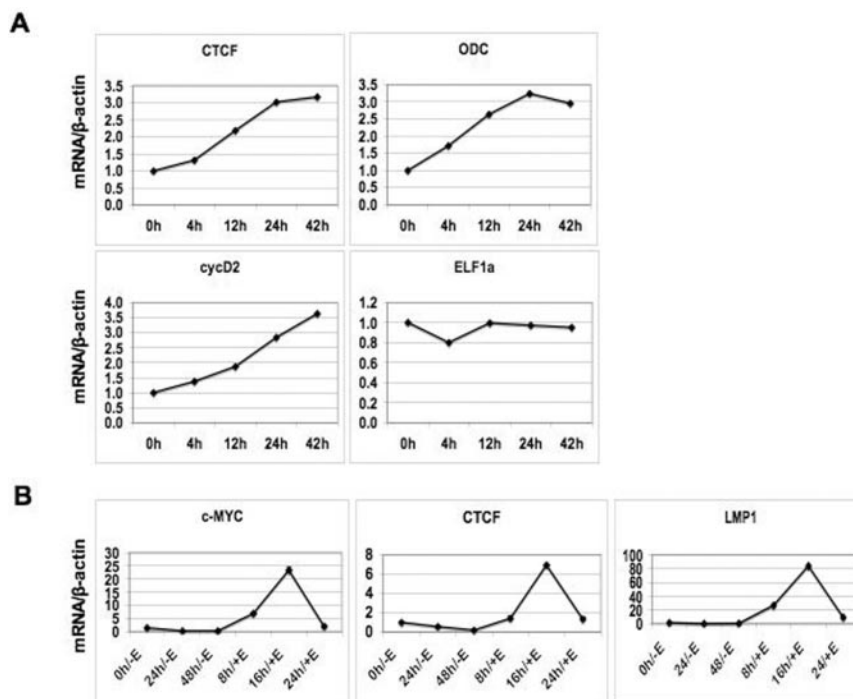 A
CTCF
mRNA/β-actin
3.5
3.0
2.5
2.0
1.5
1.0
0.5
0.0
0h 4h 12h 24h 42h
ODC
3.5
3.0
2.5
2.0
1.5
1.0
0.5
0.0
0h 4h 12h 24h 42h
cycD2
mRNA/β-actin
4.0
3.5
3.0
2.5
2.0
1.5
1.0
0.5
0.0
0h 4h 12h 24h 42h
ELF1a
1.2
1.0
0.8
0.6
0.4
0.2
0.0
0h 4h 12h 24h 42h
B
c-MYC
mRNA/β-actin
30
25
20
15
10
5
0
0h/-E 24h/-E 48h/-E 8h/+E 16h/+E 24h/+E
CTCF
8
6
4
2
0
0h/-E 24h/-E 48h/-E 8h/+E 16h/+E 24h/+E
LMP1
100
80
60
40
20
0
0h/-E 24/-E 48/-E 8h/+E 16h/+E 24/+E